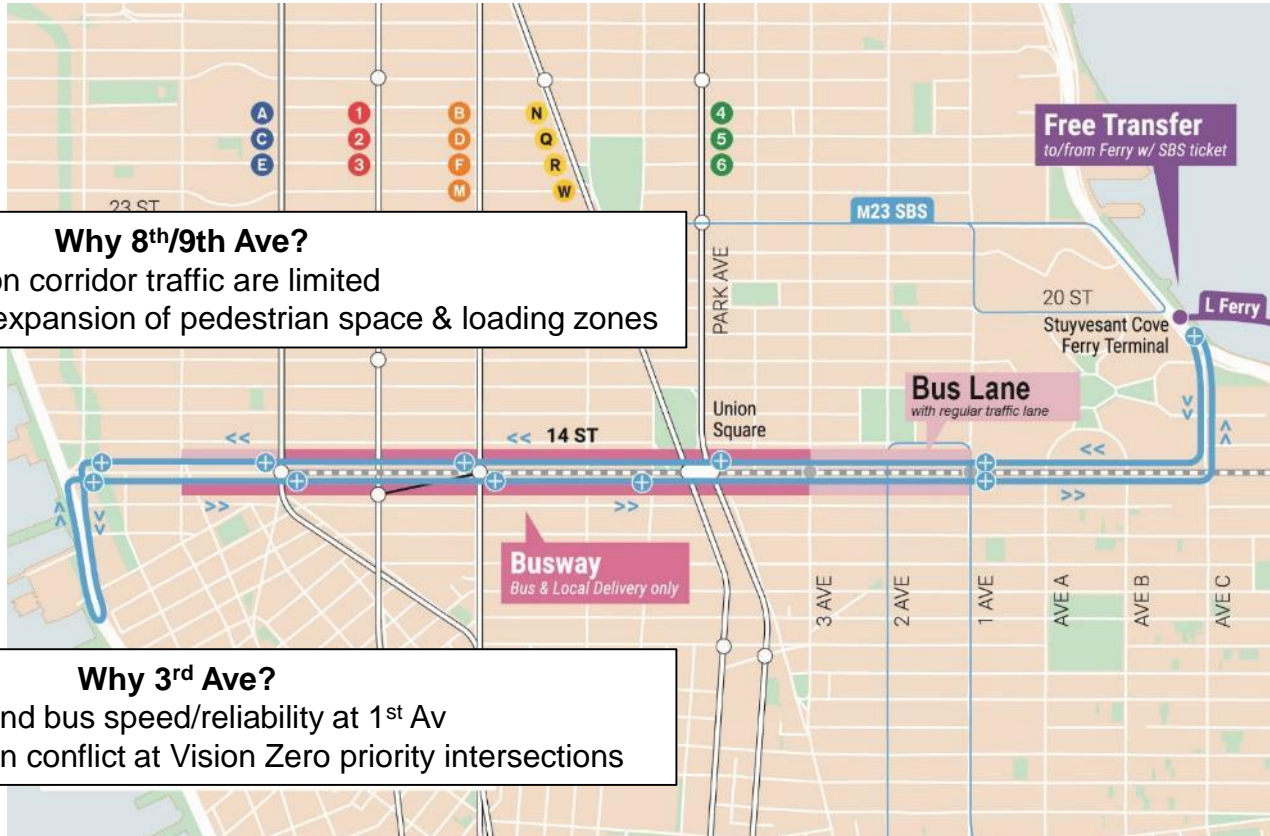 A
C
E
1
2
3
B
D
F
M
N
Q
R
W
4
5
6
Free Transfer
to/from Ferry w/ SBS ticket
23 ST
M23 SBS
Why 8th/9th Ave?
on corridor traffic are limited
expansion of pedestrian space & loading zones
PARK AVE
20 ST
L Ferry
Stuyvesant Cove
Ferry Terminal
Bus Lane
with regular traffic lane
Union
Square
<< << 14 ST <<
>> >> >>
Busway
Bus & Local Delivery only
3 AVE
2 AVE
1 AVE
AVE A
AVE B
AVE C
Why 3rd Ave?
nd bus speed/reliability at 1st Av
n conflict at Vision Zero priority intersections